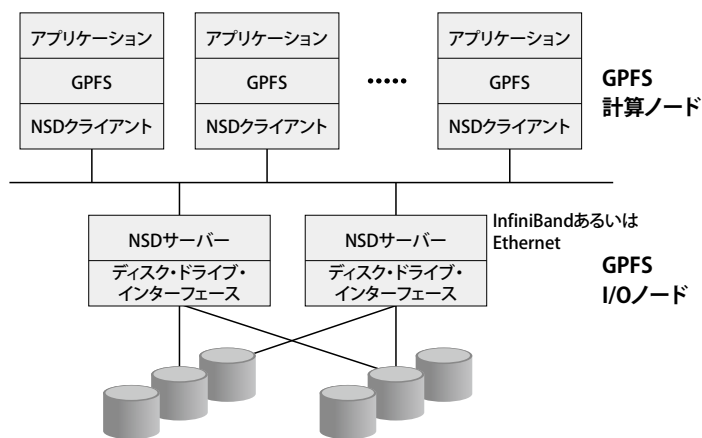 アプリケーション
GPFS
NSDクライアント
アプリケーション
GPFS
NSDクライアント
アプリケーション
GPFS
NSDクライアント
GPFS
計算ノード
NSDサーバー
ディスク・ドライブ・
インターフェース
NSDサーバー
ディスク・ドライブ・
インターフェース
InfiniBandあるいは
Ethernet
GPFS
I/Oノード